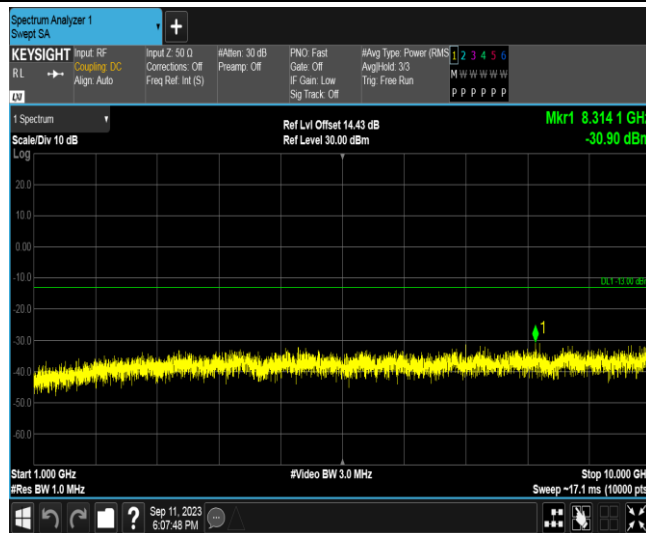 Spectrum Analyzer 1
Swept SA
+
KEYSIGHT
RL
LXI
Input: RF
Coupling: DC
Align: Auto
Input Z: 50 Ω
Corrections: Off
Freq Ref: Int (S)
#Atten: 30 dB
Preamp: Off
PNO: Fast
Gate: Off
IF Gain: Low
Sig Track: Off
#Avg Type: Power (RMS
Avg|Hold: 3/3
Trig: Free Run
1 2 3 4 5 6
M W W W W W
P P P P P P
1 Spectrum
Scale/Div 10 dB
Ref Lvl Offset 14.43 dB
Ref Level 30.00 dBm
Mkr1 8.314 1 GHz
-30.90 dBm
Log
20.0
10.0
0.00
-10.0
DL1 -13.00 dBm
-20.0
-30.0
1
-40.0
-50.0
-60.0
Start 1.000 GHz
#Res BW 1.0 MHz
#Video BW 3.0 MHz
Stop 10.000 GHz
Sweep ~17.1 ms (10000 pts
?
Sep 11, 2023
6:07:48 PM